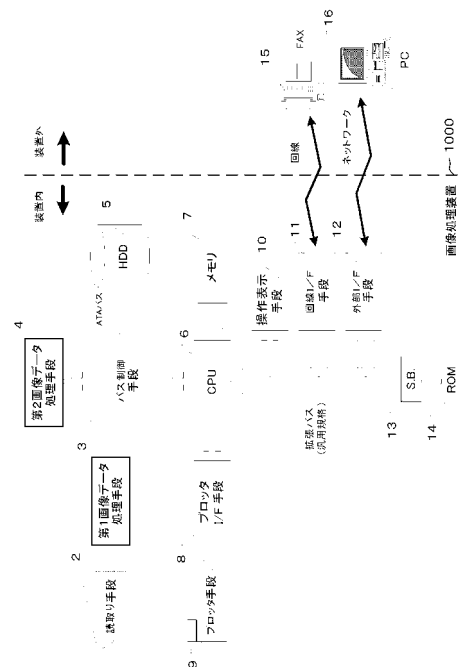 装置内
装置外
4
第2画像データ
処理手段
2
読取り手段
3
第1画像データ
処理手段
バス制御
手段
ATAバス
5
HDD
9
プロッタ手段
8
プロッタ
I/F 手段
6
CPU
7
メモリ
10
操作表示
手段
11
回線I/F
手段
回線
15
FAX
12
外部I/F
手段
ネットワーク
16
PC
拡張バス
(汎用規格)
13
S.B.
14
ROM
画像処理装置
1000